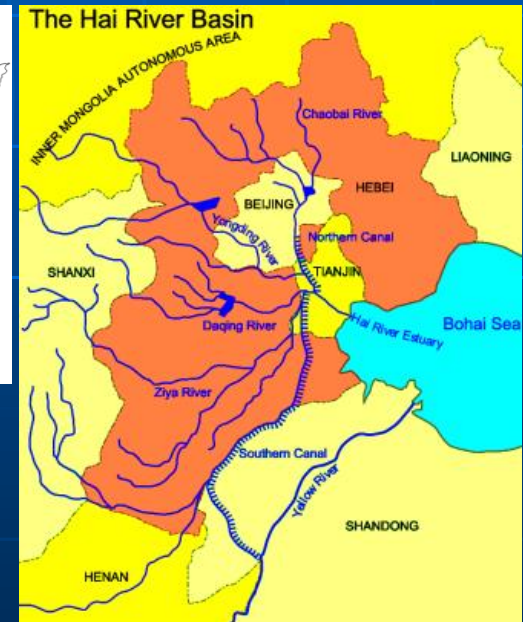 The Hai River Basin
INNER MONGOLIA AUTONOMOUS AREA
Chaobai River
LIAONING
HEBEI
BEIJING
Yongding River
Northern Canal
TIANJIN
SHANXI
Hai River Estuary
Bohai Sea
Daqing River
Ziya River
Southern Canal
Yellow River
SHANDONG
HENAN